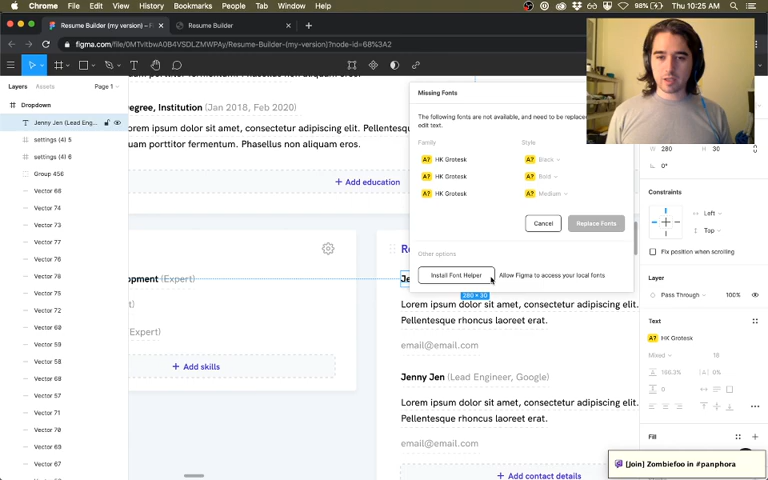 Chrome File Edit View History Bookmarks People Tab Window Help
98% Thu 10:25 AM
Resume Builder (my version)
Resume Builder
figma.com/file/0MTvltbwA0B4VSDLZMWPAy/Resume-Builder-(my-version)?node-id=68%3A2
Layers Assets Page 1
Dropdown
Jenny Jen (Lead Eng...
settings (4) 5
settings (4) 6
Group 456
Vector 66
Vector 74
Vector 73
Vector 77
Vector 76
Vector 78
Vector 75
Vector 72
Vector 60
Vector 59
Vector 58
Vector 68
Vector 57
Vector 71
Vector 70
Vector 69
Vector 67
Degree, Institution (Jan 2018, Feb 2020)
orem ipsum dolor sit amet, consectetur adipiscing elit.
uam porttitor fermentum. Phasellus non aliquam eros.
+ Add education
opment (Expert)
(Expert)
+ Add skills
Missing Fonts
The following fonts are not available, and need to be replaced
edit text.
Family Style
A? HK Grotesk A? Black
A? HK Grotesk A? Bold
A? HK Grotesk A? Medium
Cancel Replace Fonts
Other options
Install Font Helper Allow Figma to access your local fonts
280 × 30
Lorem ipsum dolor sit amet, consectetur adipiscing elit.
Pellentesque rhoncus laoreet erat.
email@email.com
Jenny Jen (Lead Engineer, Google)
Lorem ipsum dolor sit amet, consectetur adipiscing elit.
Pellentesque rhoncus laoreet erat.
email@email.com
+ Add contact details
W 280 H 30
0°
Constraints
Left
Top
Fix position when scrolling
Layer
Pass Through 100%
Text
A? HK Grotesk
Mixed 16
166.3% 0%
0
Fill
[Join] Zombiefoo in #panphora